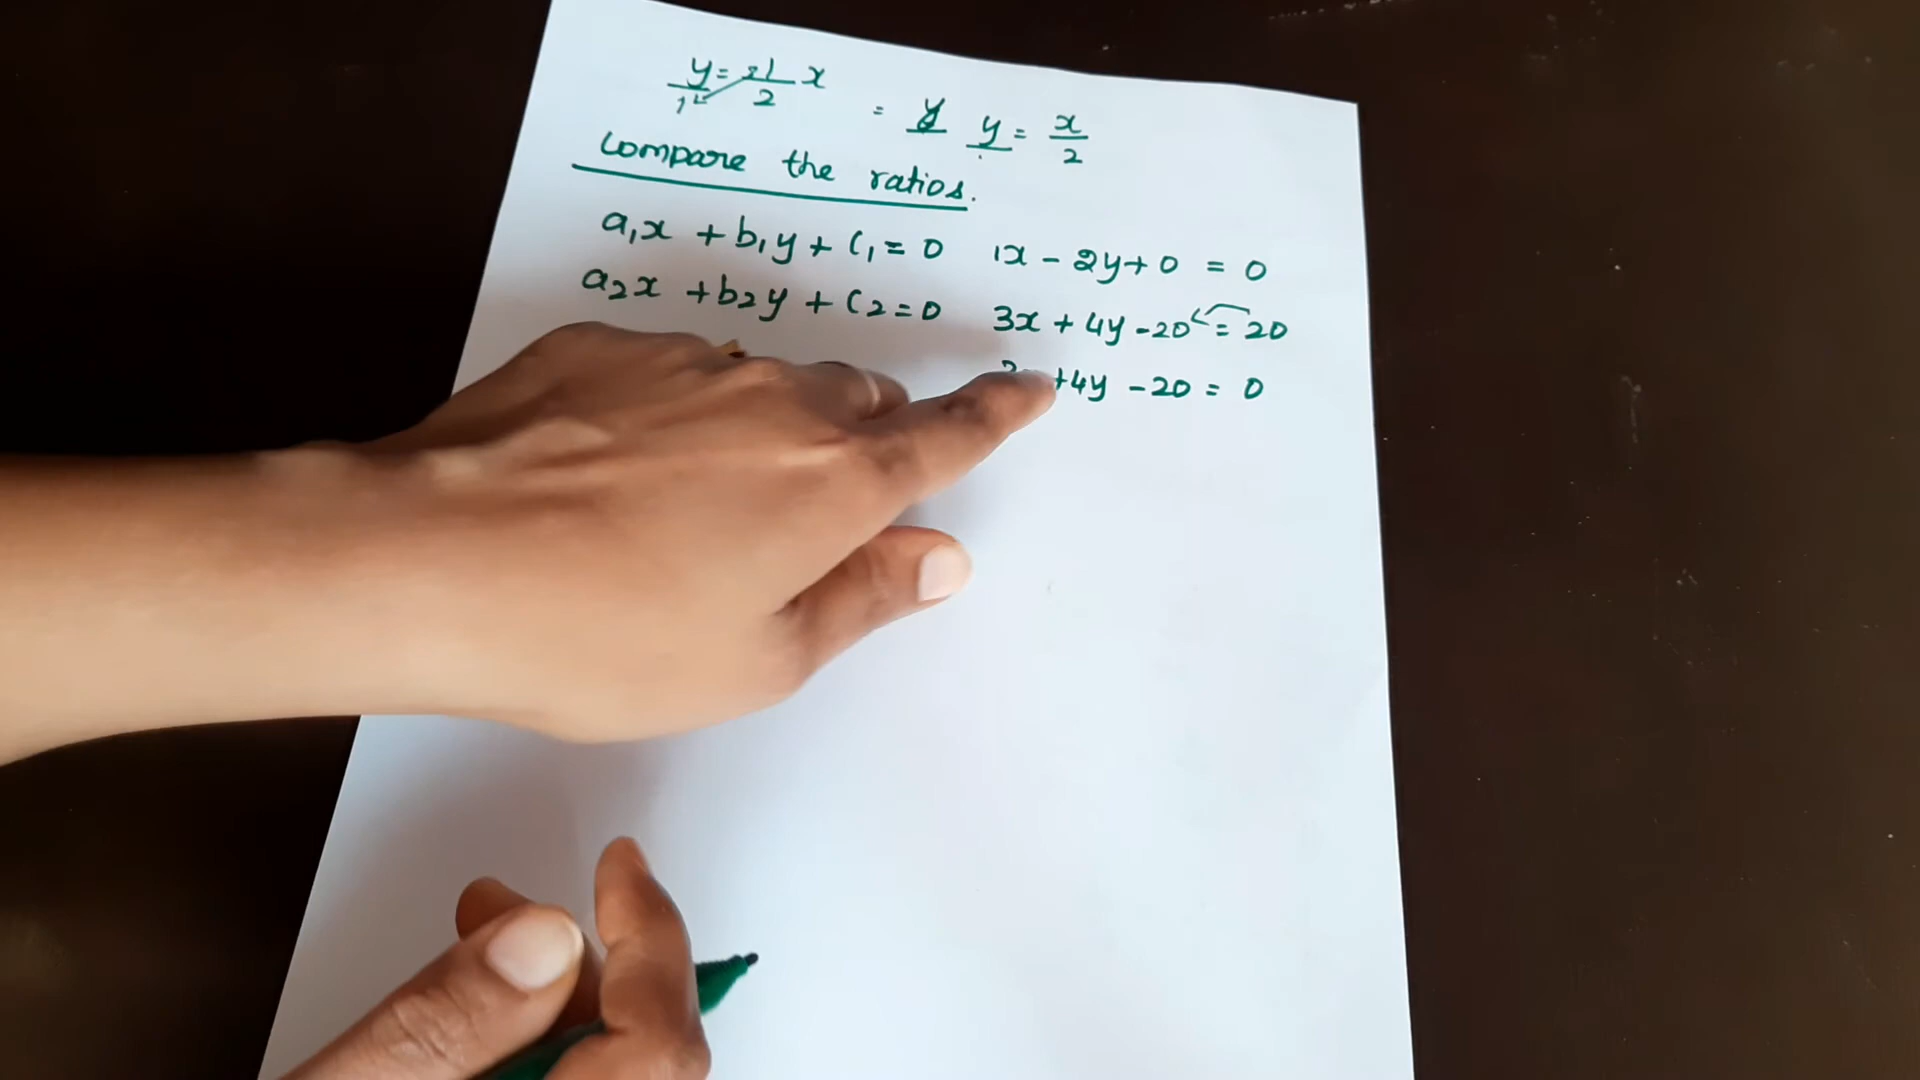 y/1 = 1/2 x = y y = x/2
Compare the ratios.
a₁x + b₁y + c₁ = 0 1x - 2y + 0 = 0
a₂x + b₂y + c₂ = 0 3x + 4y - 20 = 20
+4y - 20 = 0